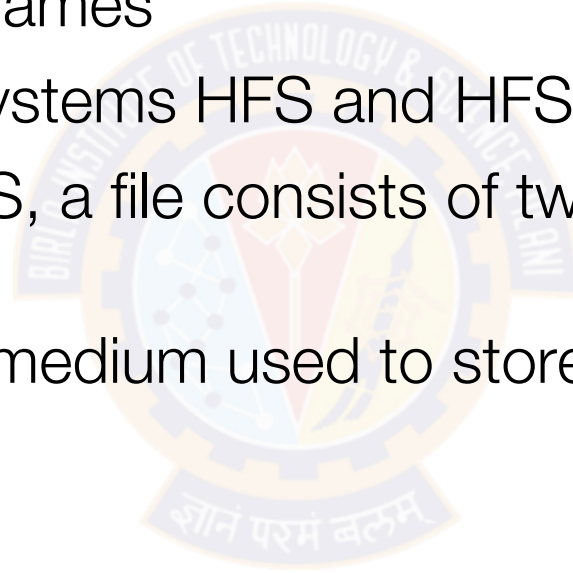 ames
ystems HFS and HFS
S, a file consists of tw
medium used to store
BIRLA INSTITUTE OF TECHNOLOGY & SCIENCE PILANI
ज्ञानं परमं बलम्